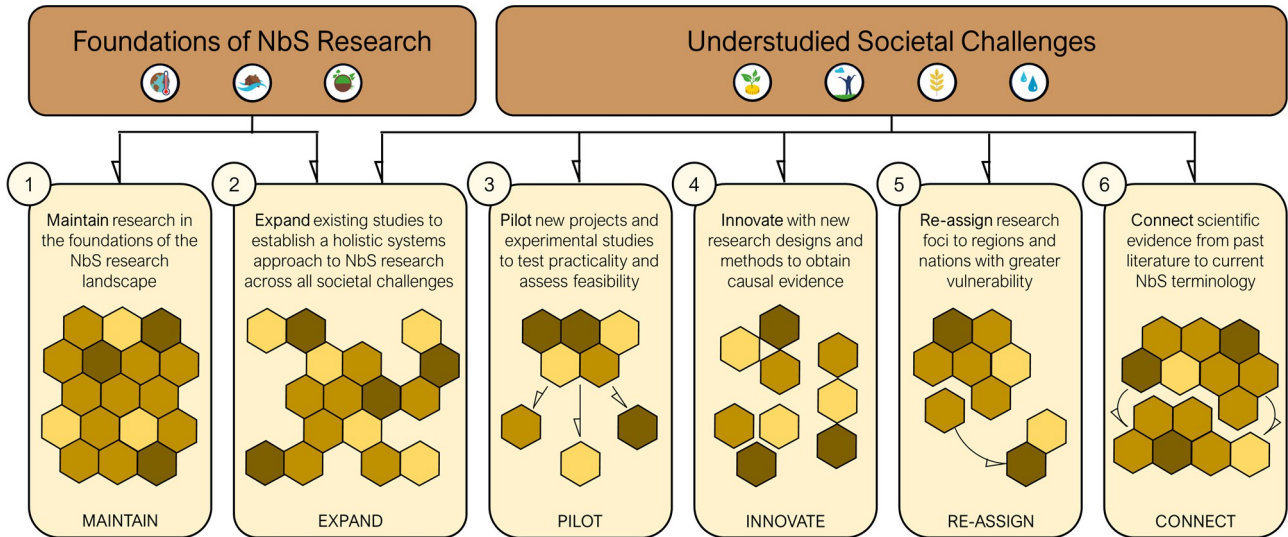 Foundations of NbS Research
Understudied Societal Challenges
1
Maintain research in
the foundations of the
NbS research
landscape
MAINTAIN
2
Expand existing studies to
establish a holistic systems
approach to NbS research
across all societal challenges
EXPAND
3
Pilot new projects and
experimental studies
to test practicality and
assess feasibility
PILOT
4
Innovate with new
research designs and
methods to obtain
causal evidence
INNOVATE
5
Re-assign research
foci to regions and
nations with greater
vulnerability
RE-ASSIGN
6
Connect scientific
evidence from past
literature to current
NbS terminology
CONNECT